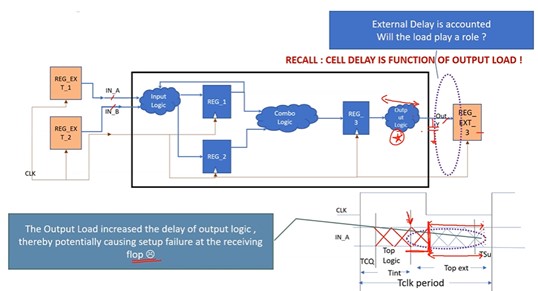 External Delay is accounted
Will the load play a role ?
RECALL : CELL DELAY IS FUNCTION OF OUTPUT LOAD !
REG_EX
T_1
IN_A
IN_B
Input
Logic
REG_1
REG_EX
T_2
REG_2
Combo
Logic
REG_
3
Outp
ut
Logic
Out
REG_
EXT_
3
CLK
The Output Load increased the delay of output logic ,
thereby potentially causing setup failure at the receiving
flop ☹
CLK
IN_A
TCQ
Top
Logic
Tint
Top ext
TSu
Tclk period